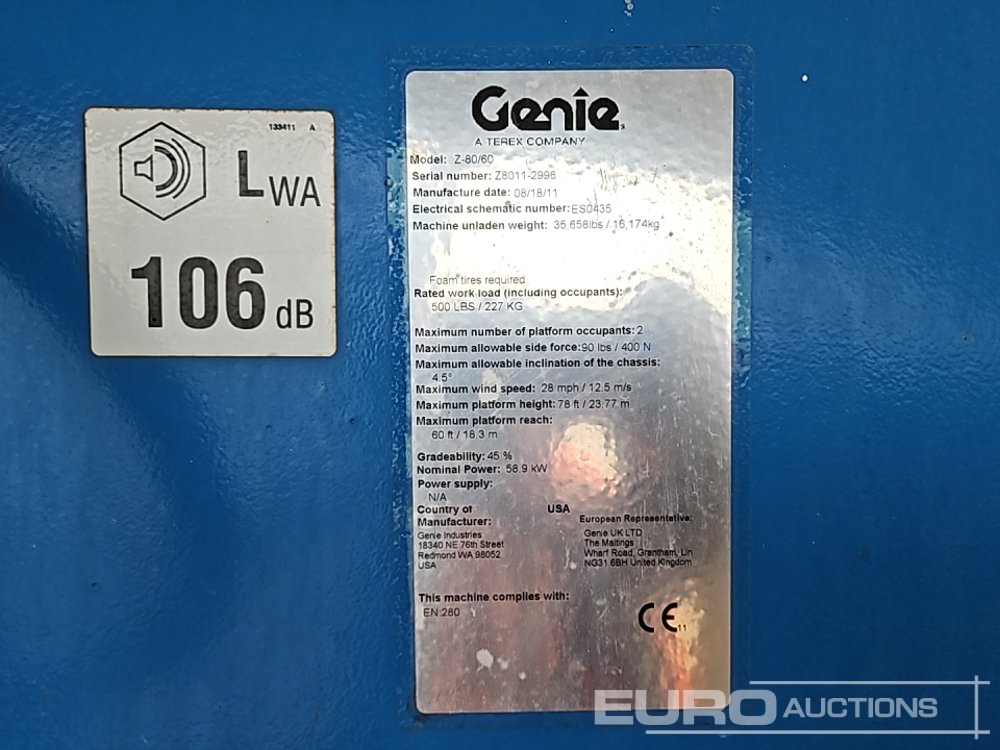 133411 A
LWA
106 dB
Genie
A TEREX COMPANY
Model: Z-80/60
Serial number: Z8011-2998
Manufacture date: 08/18/11
Electrical schematic number: ES0435
Machine unladen weight: 35,658lbs / 16,174kg
Foam tires required
Rated work load (including occupants):
500 LBS / 227 KG
Maximum number of platform occupants: 2
Maximum allowable side force: 90 lbs / 400 N
Maximum allowable inclination of the chassis:
4.5°
Maximum wind speed: 28 mph / 12.5 m/s
Maximum platform height: 78 ft / 23.77 m
Maximum platform reach:
60 ft / 18.3 m
Gradeability: 45 %
Nominal Power: 58.9 kW
Power supply:
N/A
Country of USA
Manufacturer:
Genie Industries
18340 NE 76th Street
Redmond WA 98052
USA
European Representative:
Genie UK LTD
The Maltings
Wharf Road, Grantham, Lin
NG31 6BH United Kingdom
This machine complies with:
EN:280
CE 11
EURO AUCTIONS